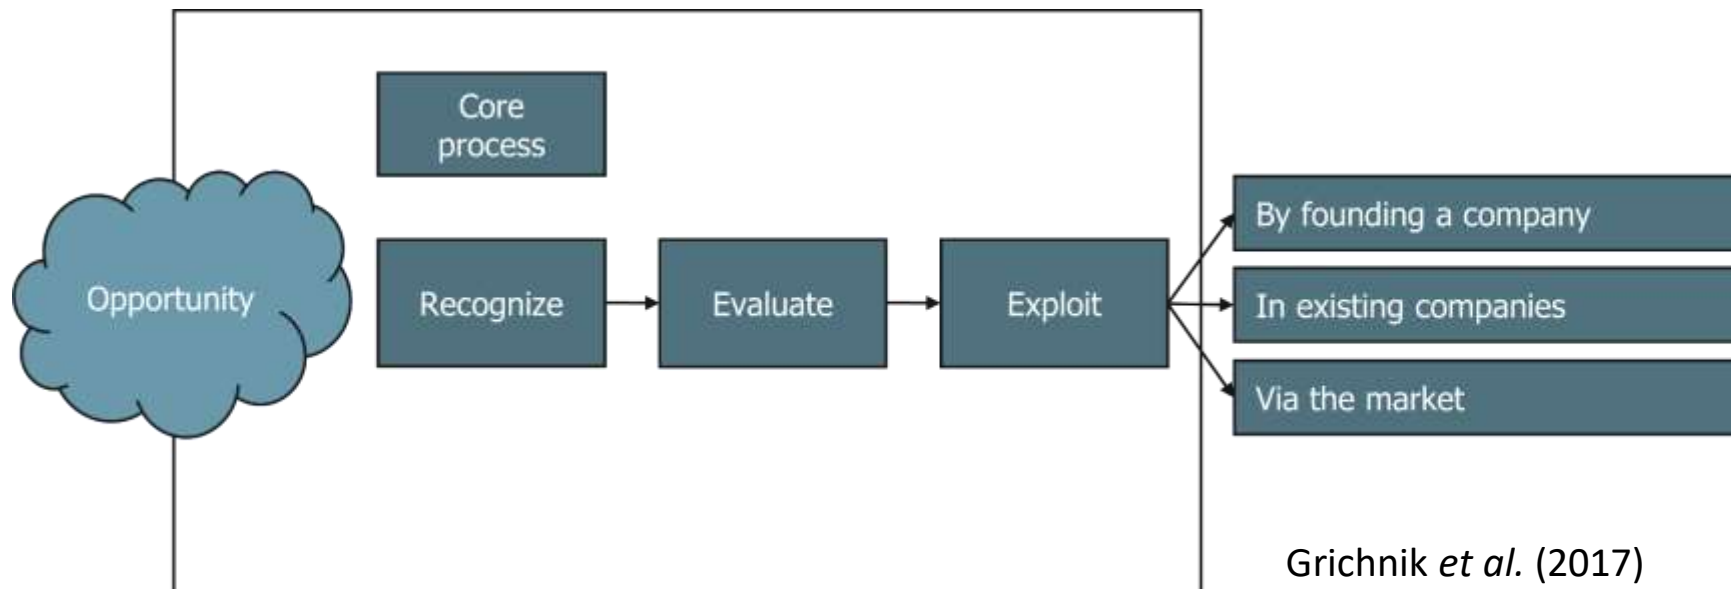 Core
process
Opportunity
Recognize
Evaluate
Exploit
By founding a company
In existing companies
Via the market
Grichnik et al. (2017)